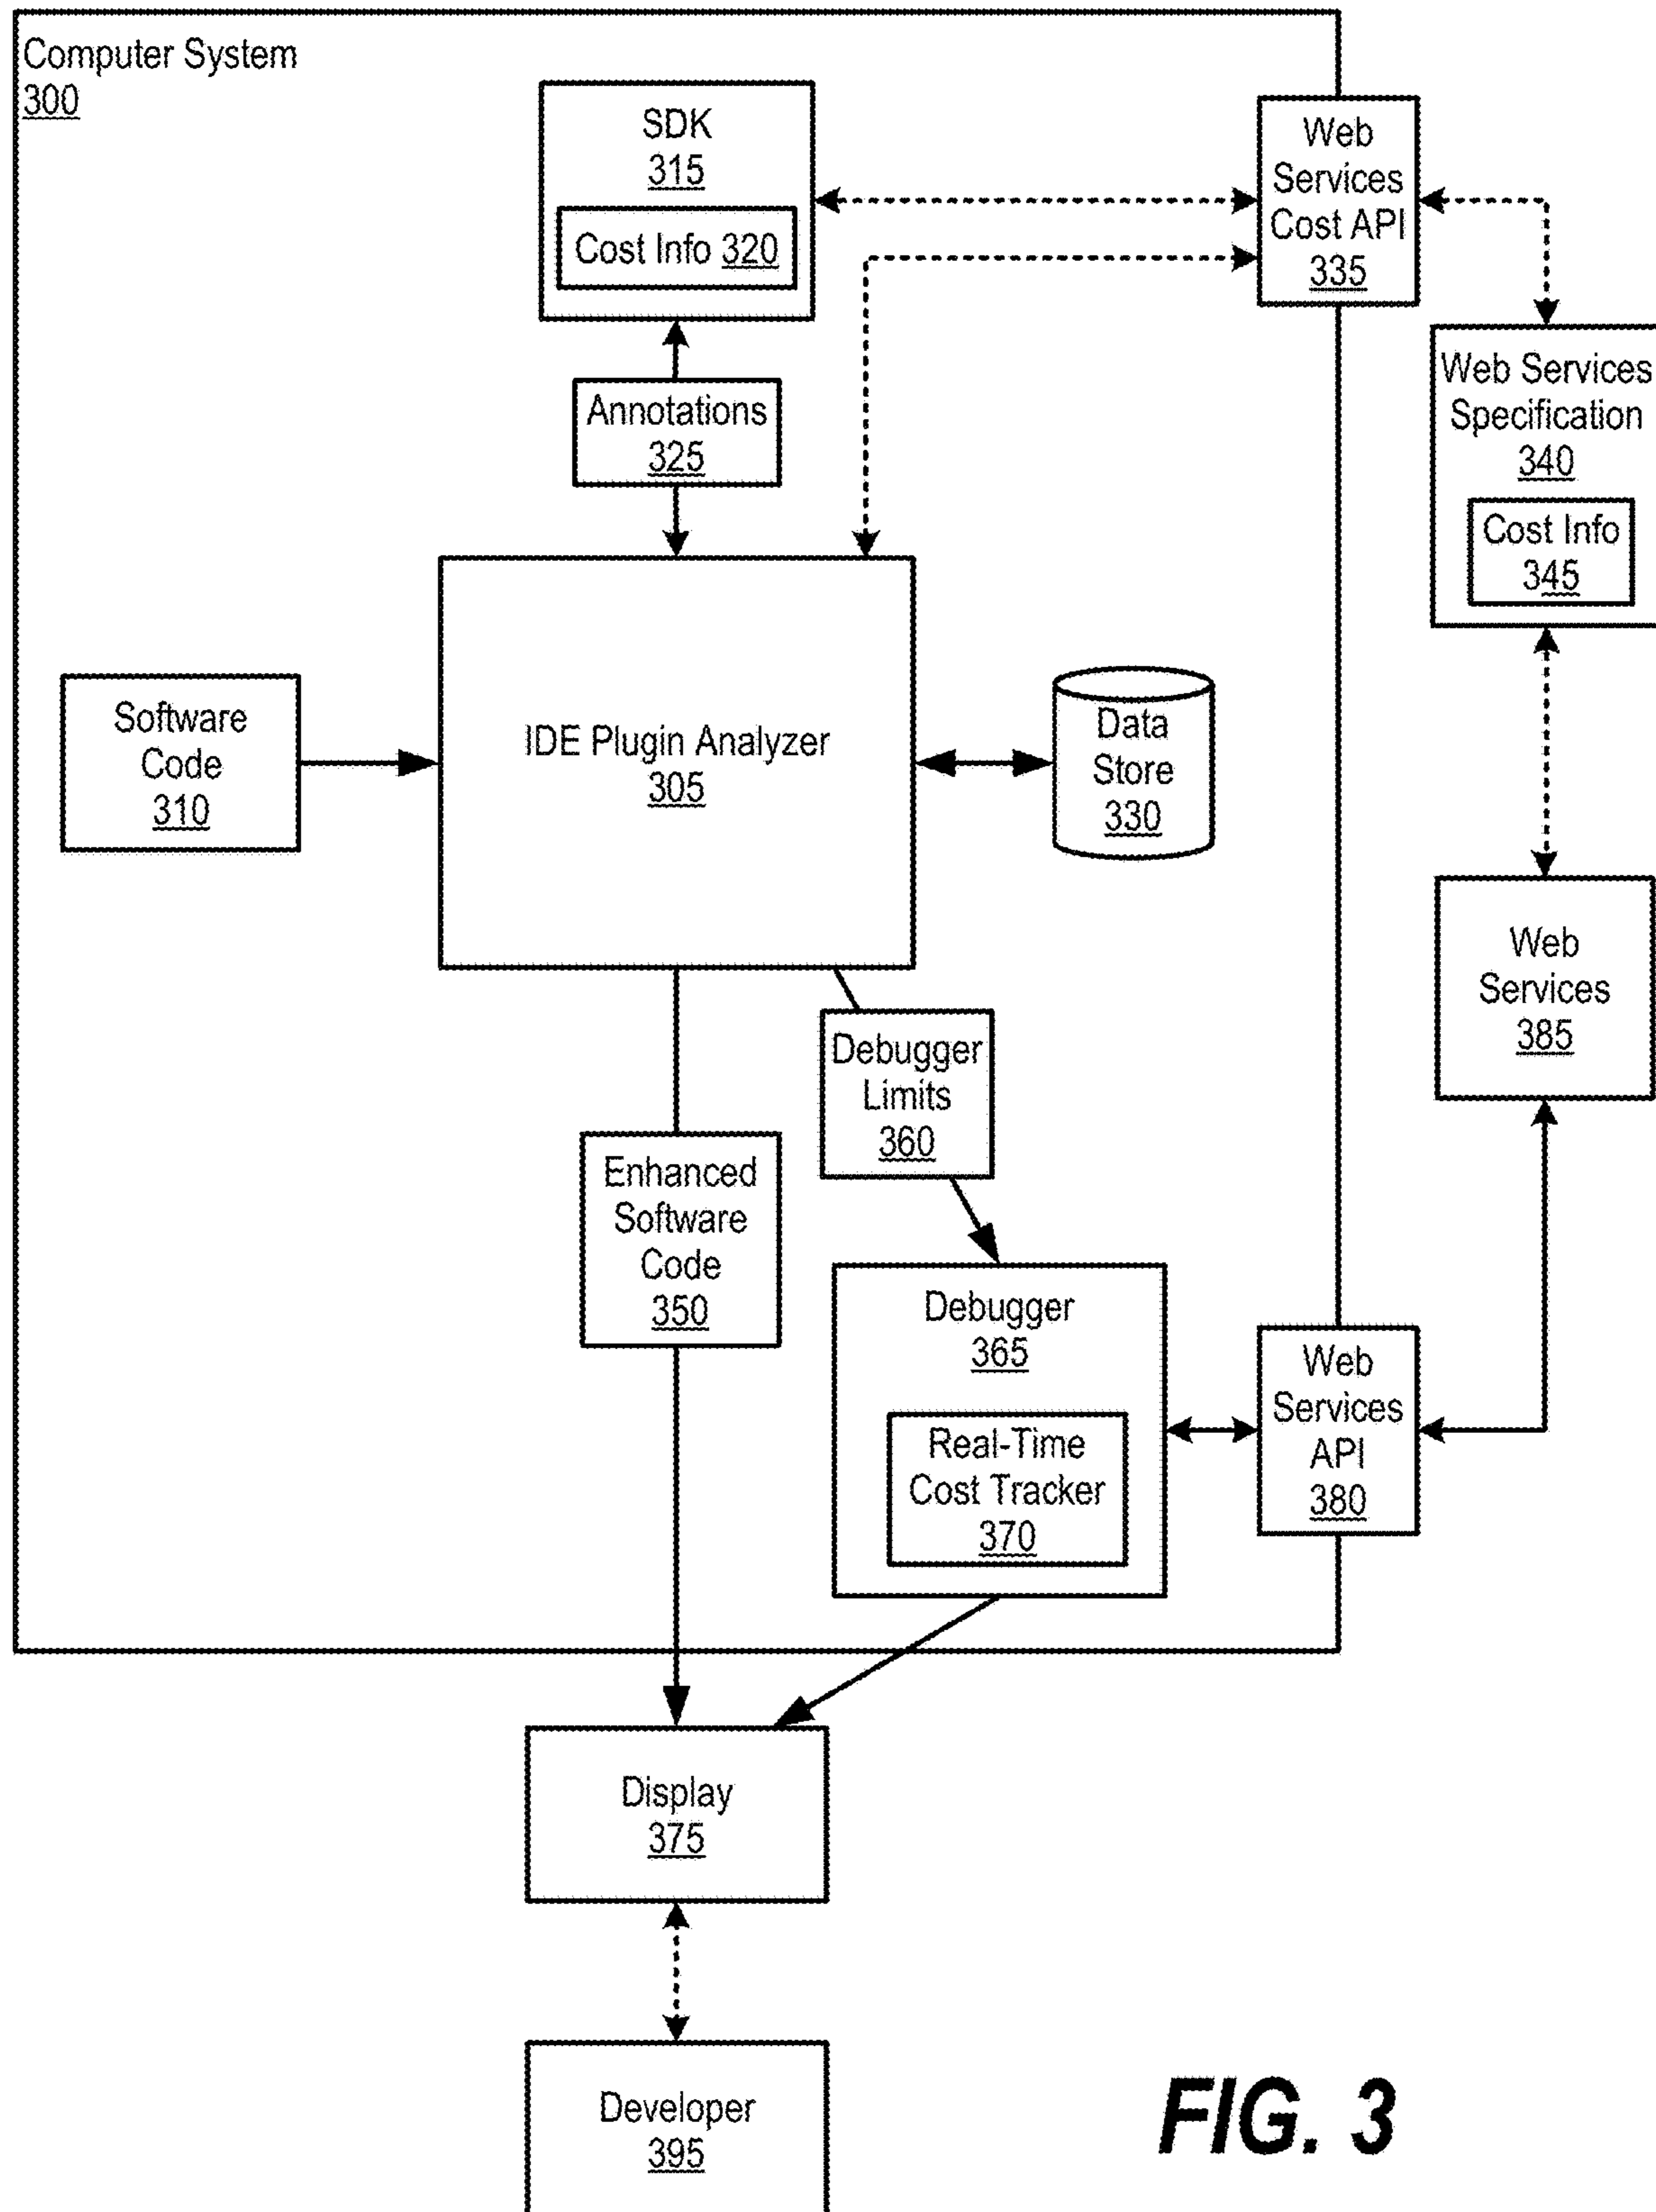 Computer System
300
SDK
315
Cost Info 320
Web
Services
Cost API
335
Annotations
325
Web Services
Specification
340
Cost Info
345
Software
Code
310
IDE Plugin Analyzer
305
Data
Store
330
Web
Services
385
Debugger
Limits
360
Enhanced
Software
Code
350
Debugger
365
Real-Time
Cost Tracker
370
Web
Services
API
380
Display
375
Developer
395
FIG. 3